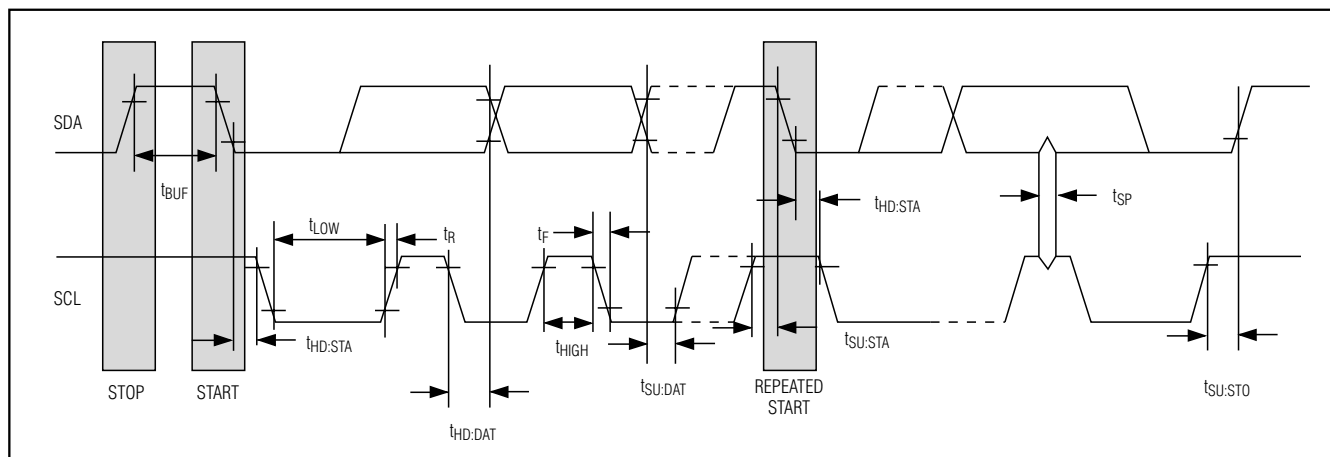 SDA
tBUF
tLOW
tR
tF
tHD:STA
tSP
SCL
tHD:STA
tHIGH
tSU:STA
tSU:DAT
tSU:STO
STOP
START
REPEATED
START
tHD:DAT